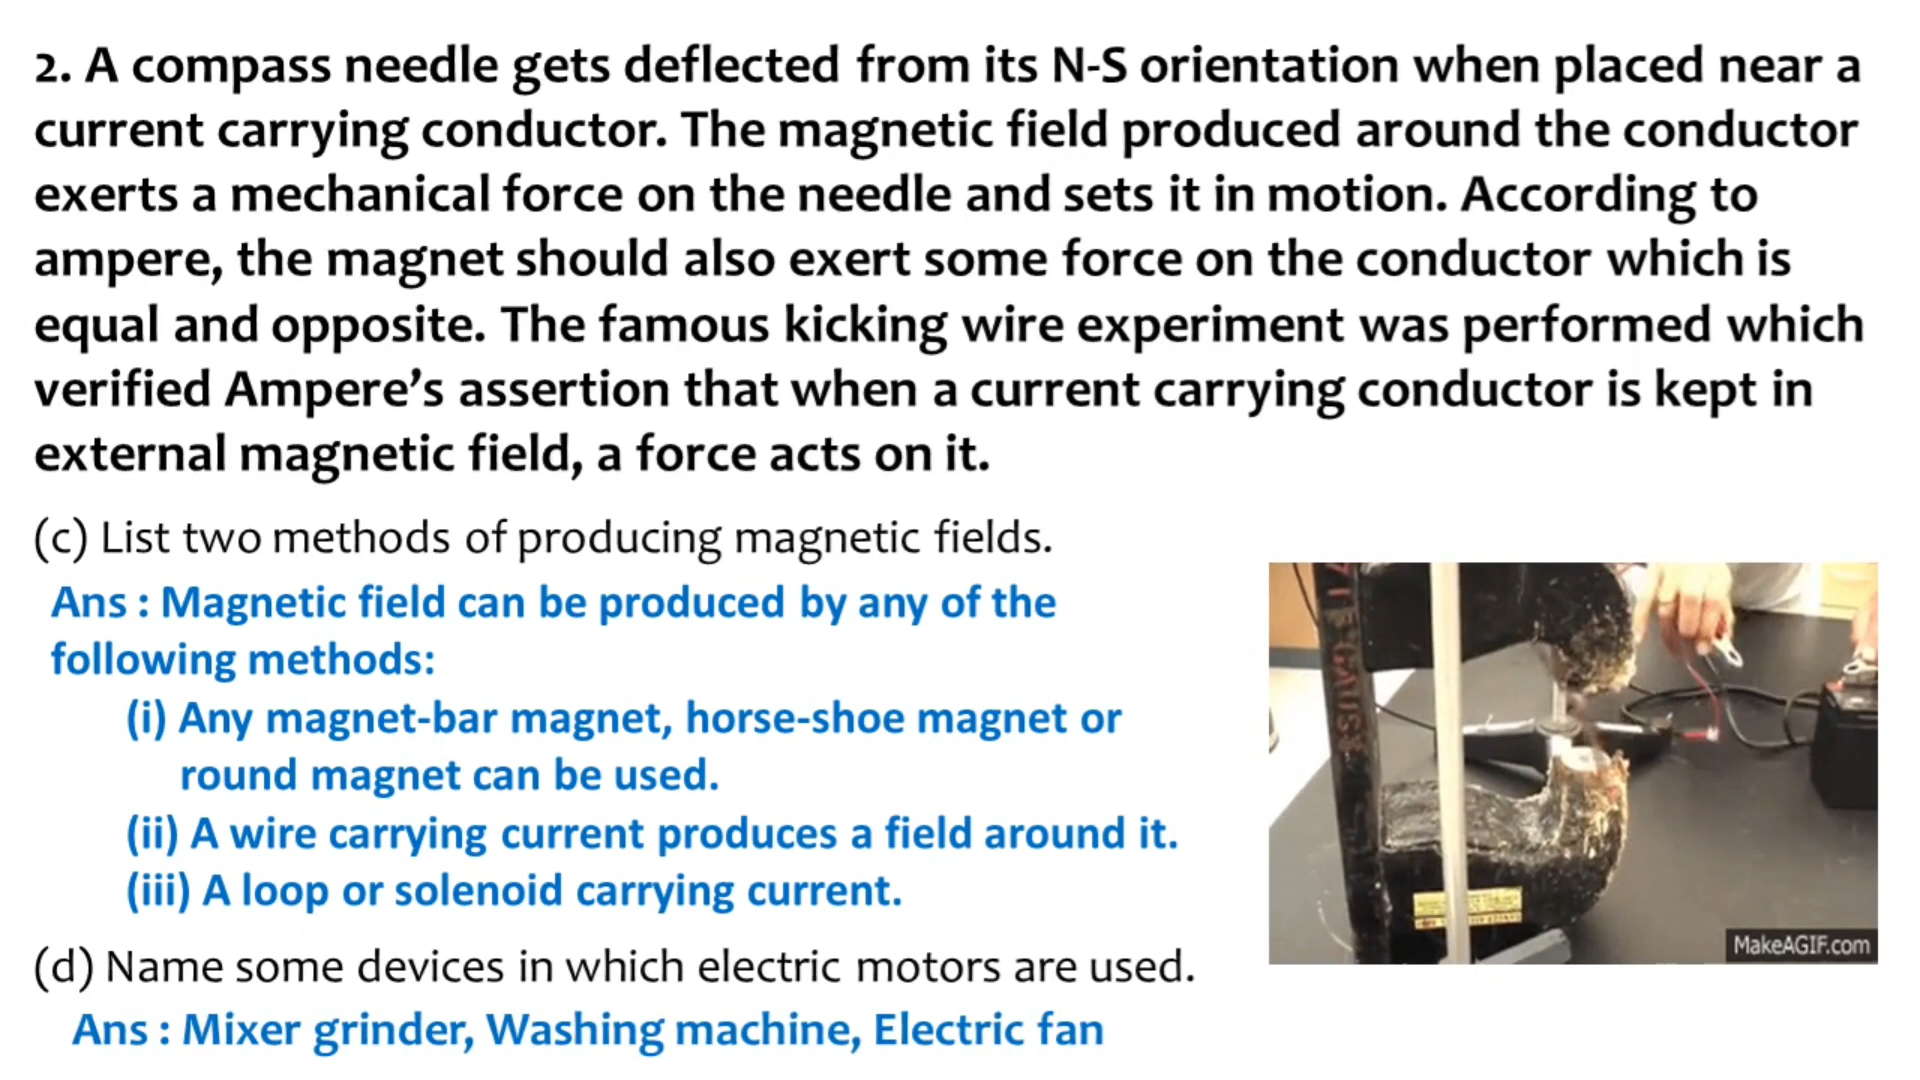 2. A compass needle gets deflected from its N-S orientation when placed near a
current carrying conductor. The magnetic field produced around the conductor
exerts a mechanical force on the needle and sets it in motion. According to
ampere, the magnet should also exert some force on the conductor which is
equal and opposite. The famous kicking wire experiment was performed which
verified Ampere’s assertion that when a current carrying conductor is kept in
external magnetic field, a force acts on it.
(c) List two methods of producing magnetic fields.
Ans : Magnetic field can be produced by any of the
following methods:
(i) Any magnet-bar magnet, horse-shoe magnet or
round magnet can be used.
(ii) A wire carrying current produces a field around it.
(iii) A loop or solenoid carrying current.
(d) Name some devices in which electric motors are used.
Ans : Mixer grinder, Washing machine, Electric fan
MakeAGIF.com